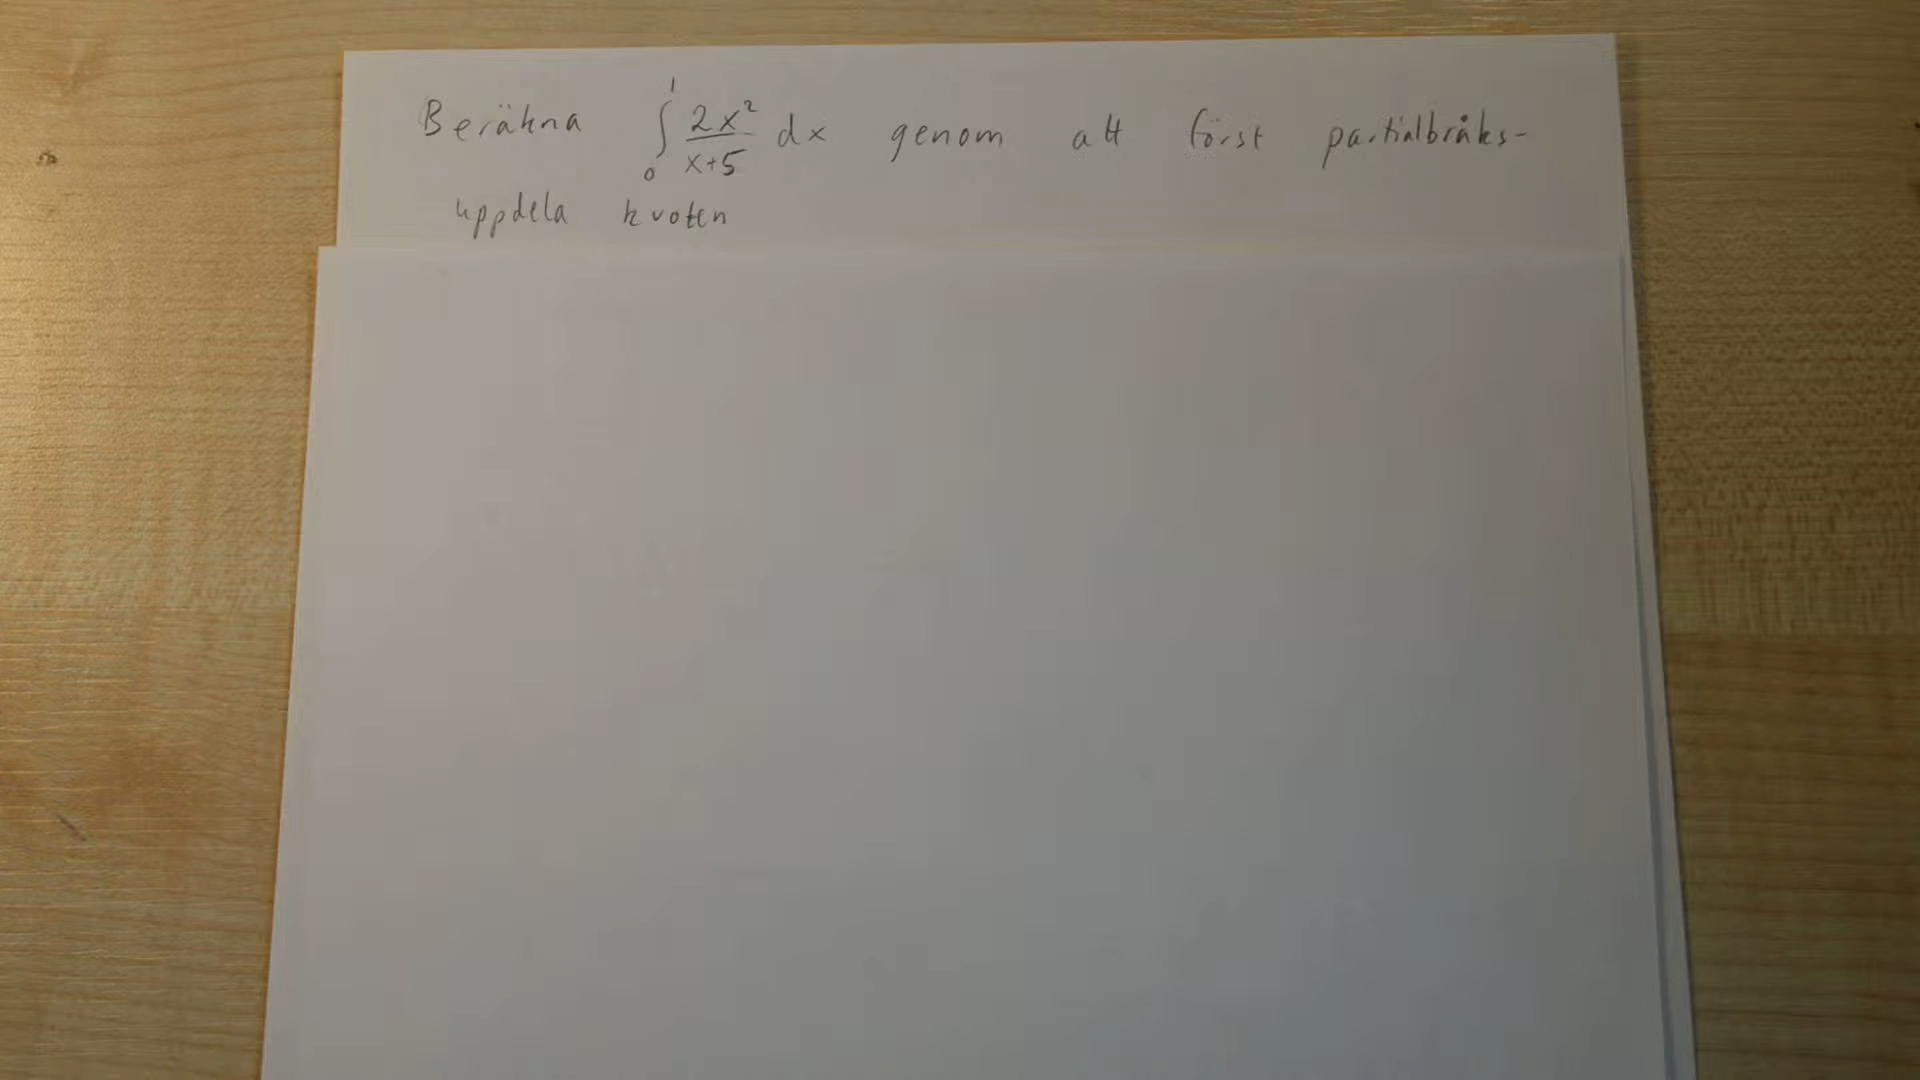 Beräkna ∫₀¹ 2x²/(x+5) dx genom att först partialbråks-
uppdela kvoten